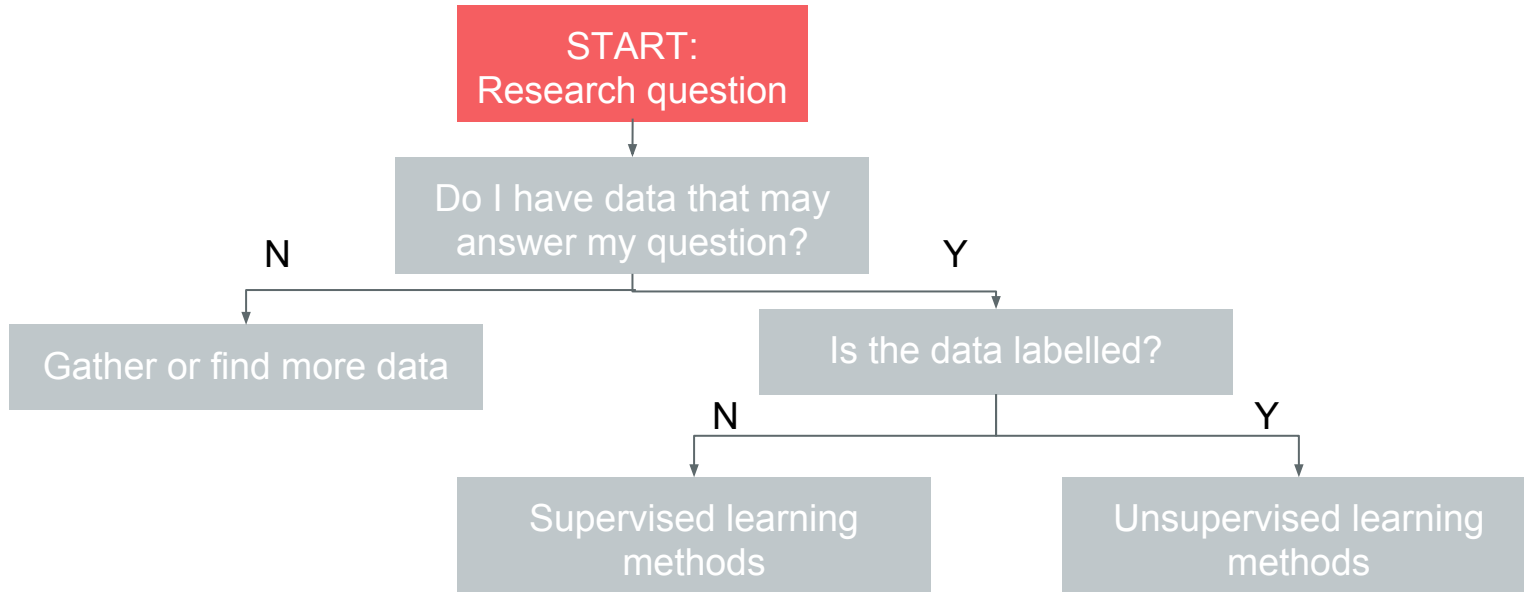 START:
Research question
Do I have data that may
answer my question?
N
Y
Gather or find more data
Is the data labelled?
N
Y
Supervised learning
methods
Unsupervised learning
methods